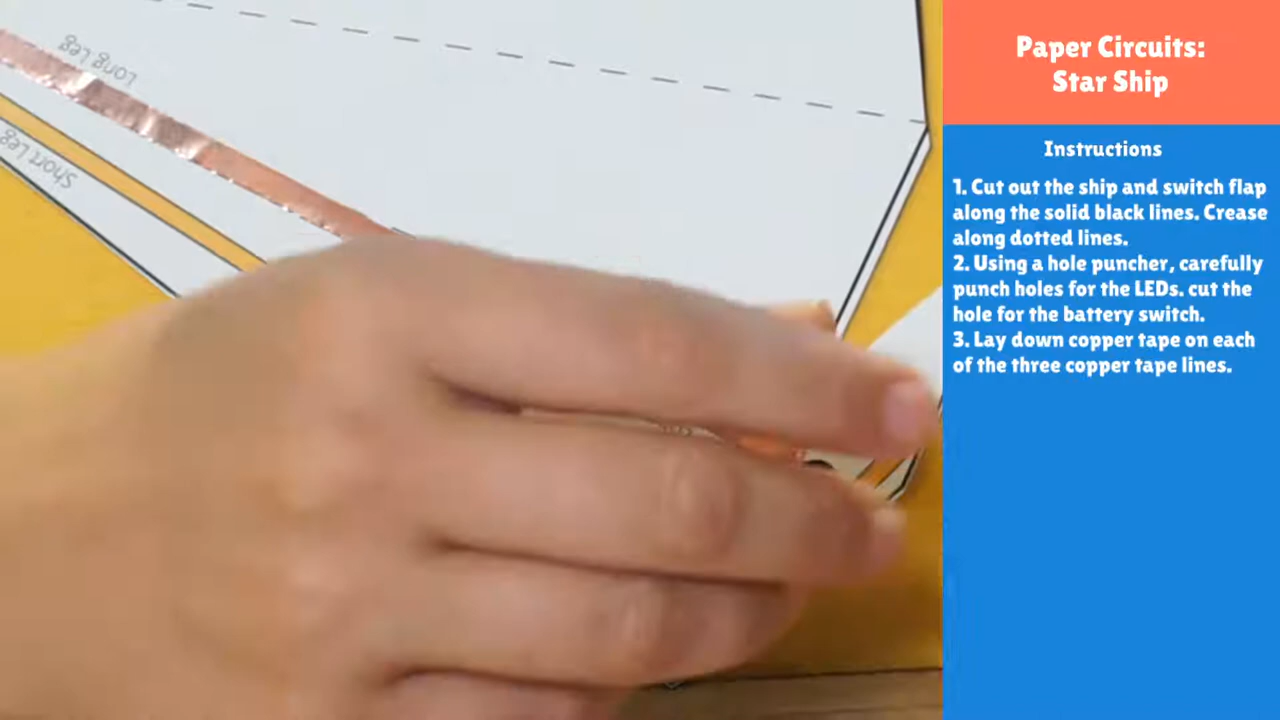 Long Leg
Short Leg
Paper Circuits:
Star Ship
Instructions
1. Cut out the ship and switch flap
along the solid black lines. Crease
along dotted lines.
2. Using a hole puncher, carefully
punch holes for the LEDs. cut the
hole for the battery switch.
3. Lay down copper tape on each
of the three copper tape lines.